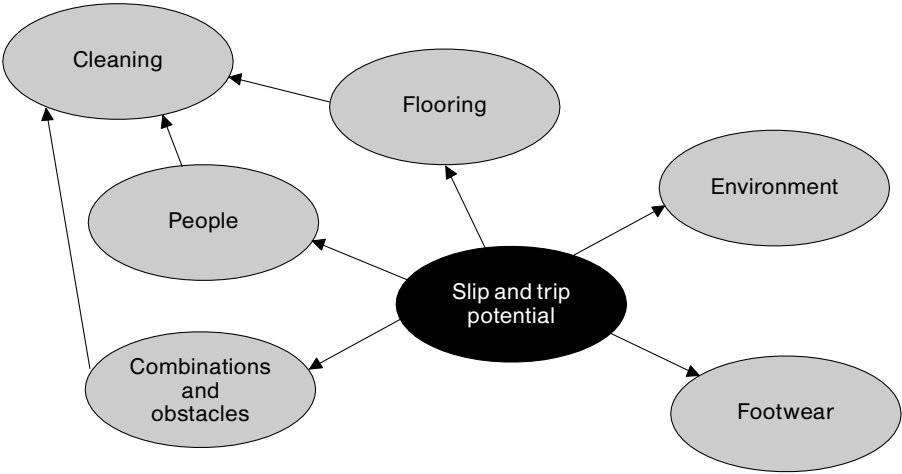 Cleaning
Flooring
Environment
People
Slip and trip
potential
Combinations
and
obstacles
Footwear